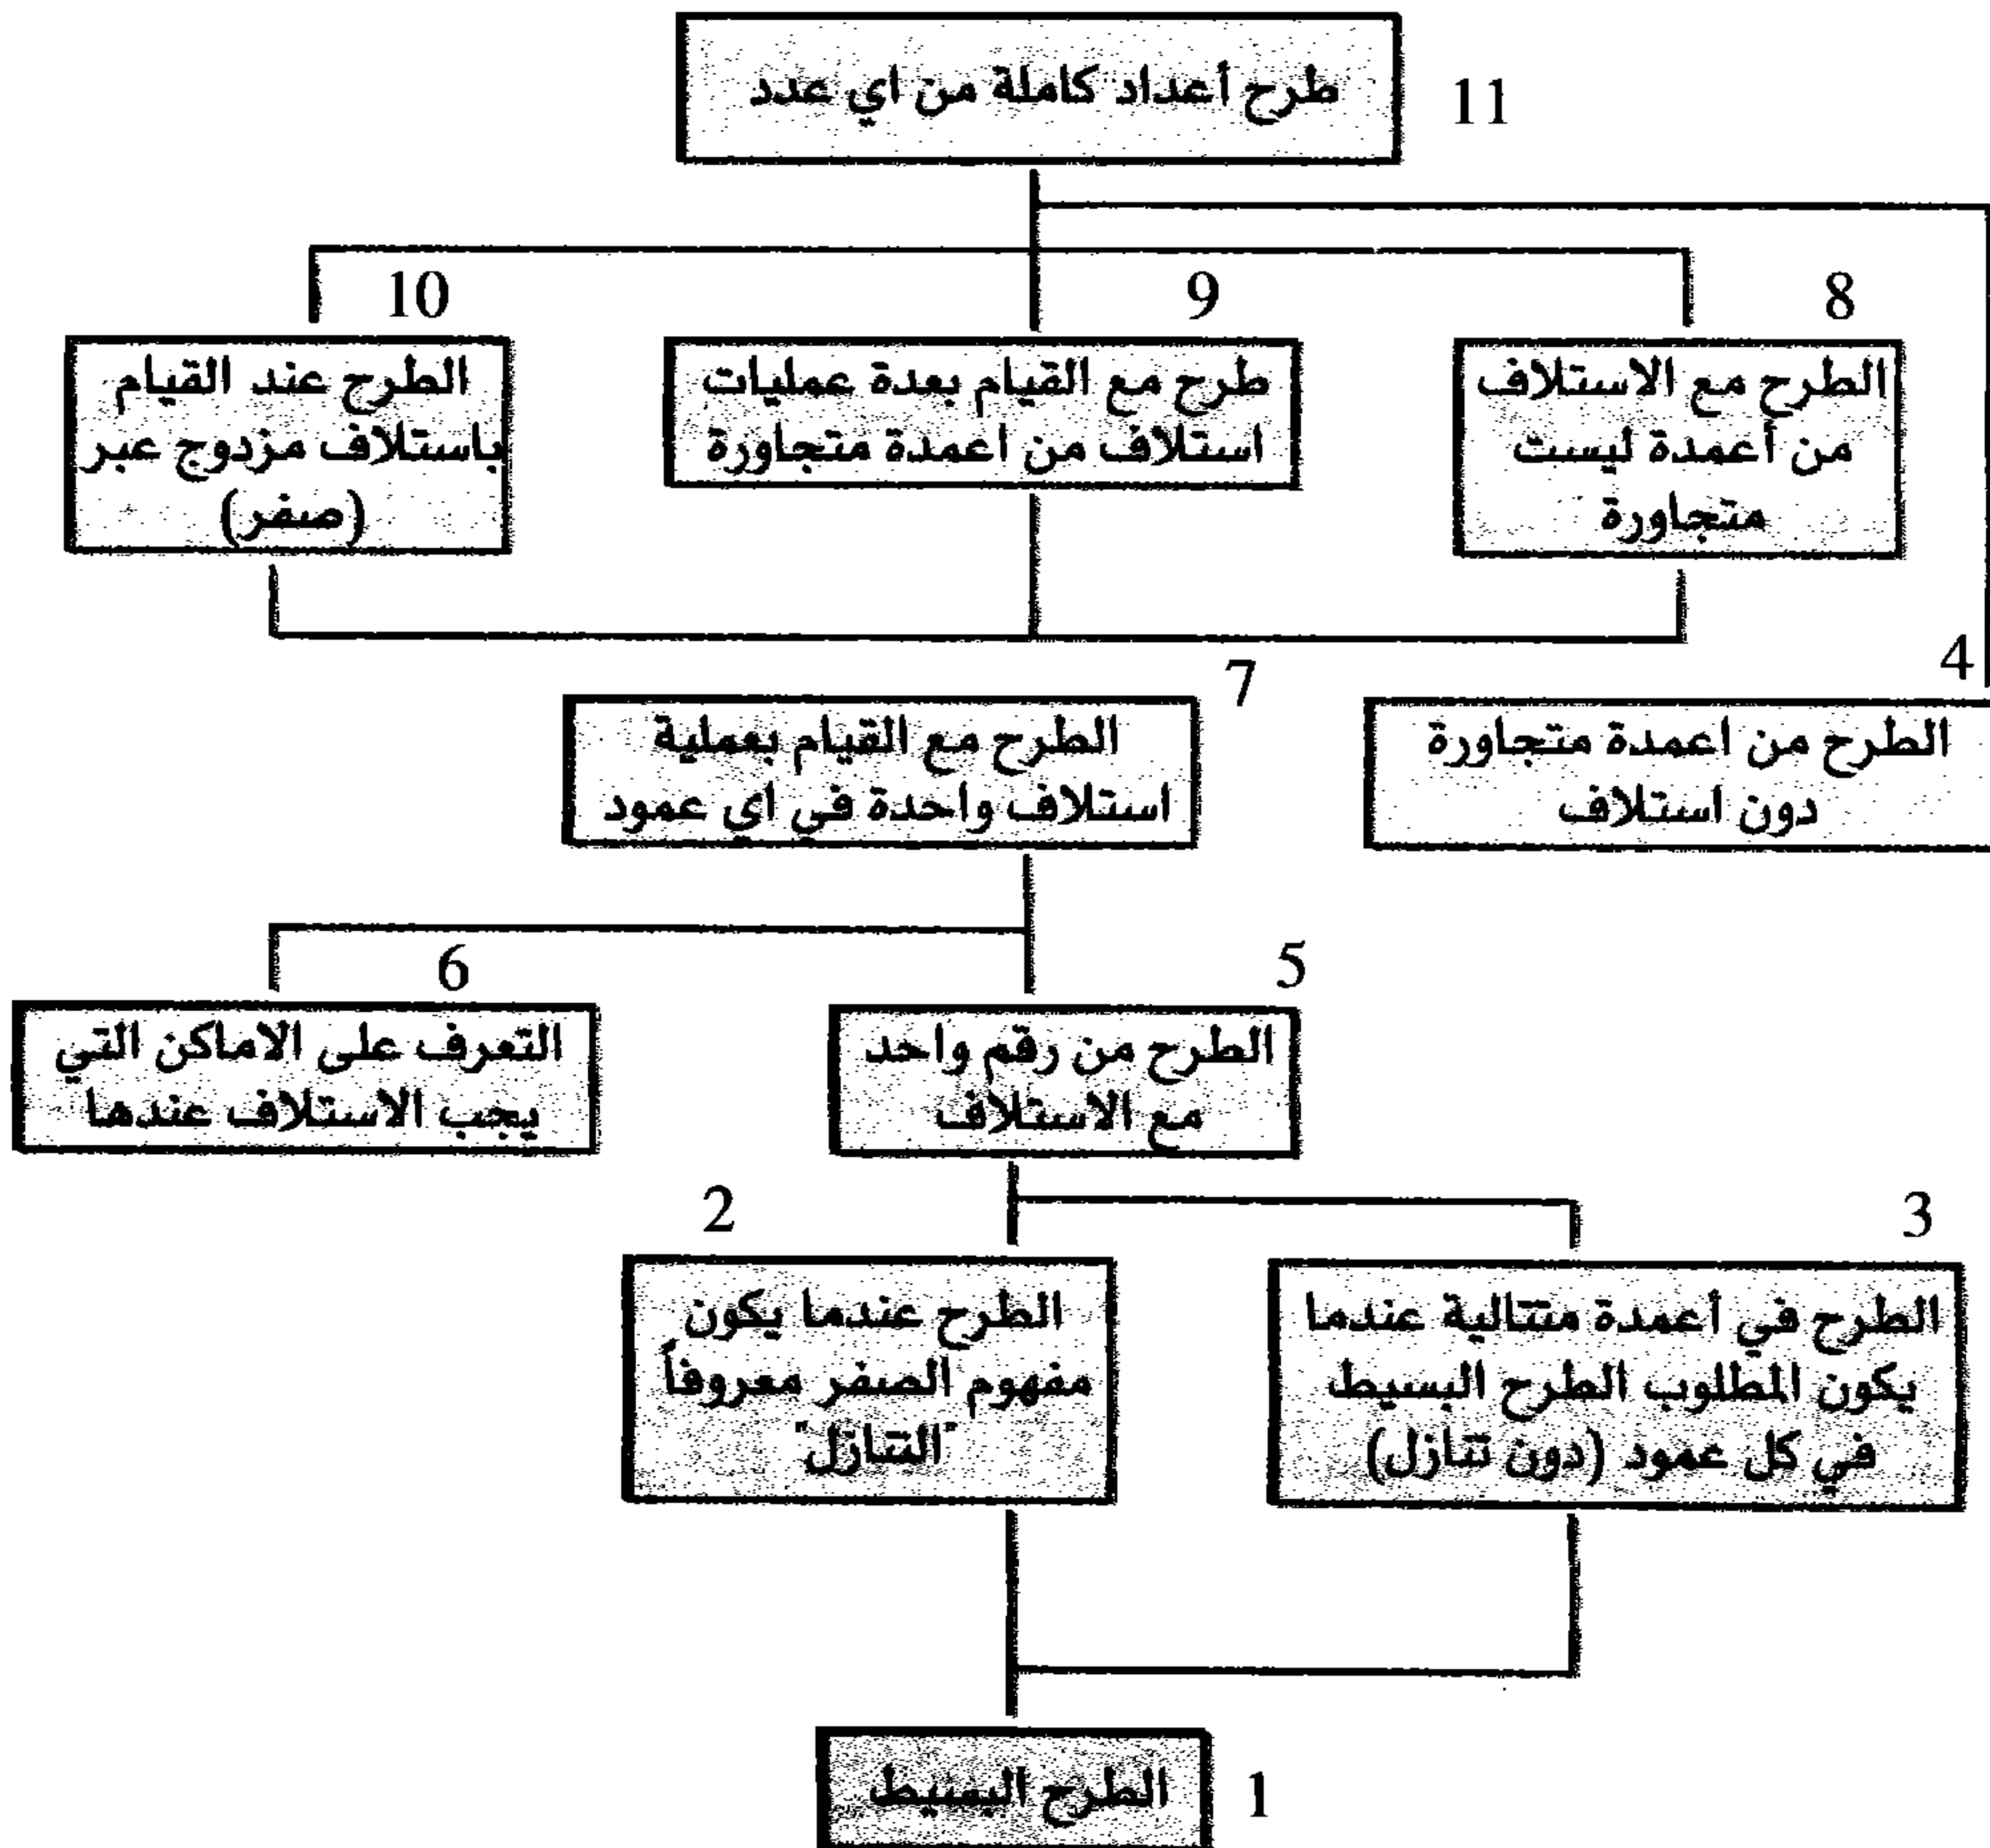 طرح أعداد كاملة من اي عدد
11
8
الطرح مع الاستلاف
من أعمدة ليست
متجاورة
9
طرح مع القيام بعدة عمليات
استلاف من اعمدة متجاورة
10
الطرح عند القيام
باستلاف مزدوج عبر
(صفر)
4
الطرح من اعمدة متجاورة
دون استلاف
7
الطرح مع القيام بعملية
استلاف واحدة في اي عمود
5
الطرح من رقم واحد
مع الاستلاف
6
التعرف على الاماكن التي
يجب الاستلاف عندها
3
الطرح في أعمدة متتالية عندما
يكون المطلوب الطرح البسيط
في كل عمود (دون تنازل)
2
الطرح عندما يكون
مفهوم الصفر معروفاً
"التنازل"
1
الطرح البسيط